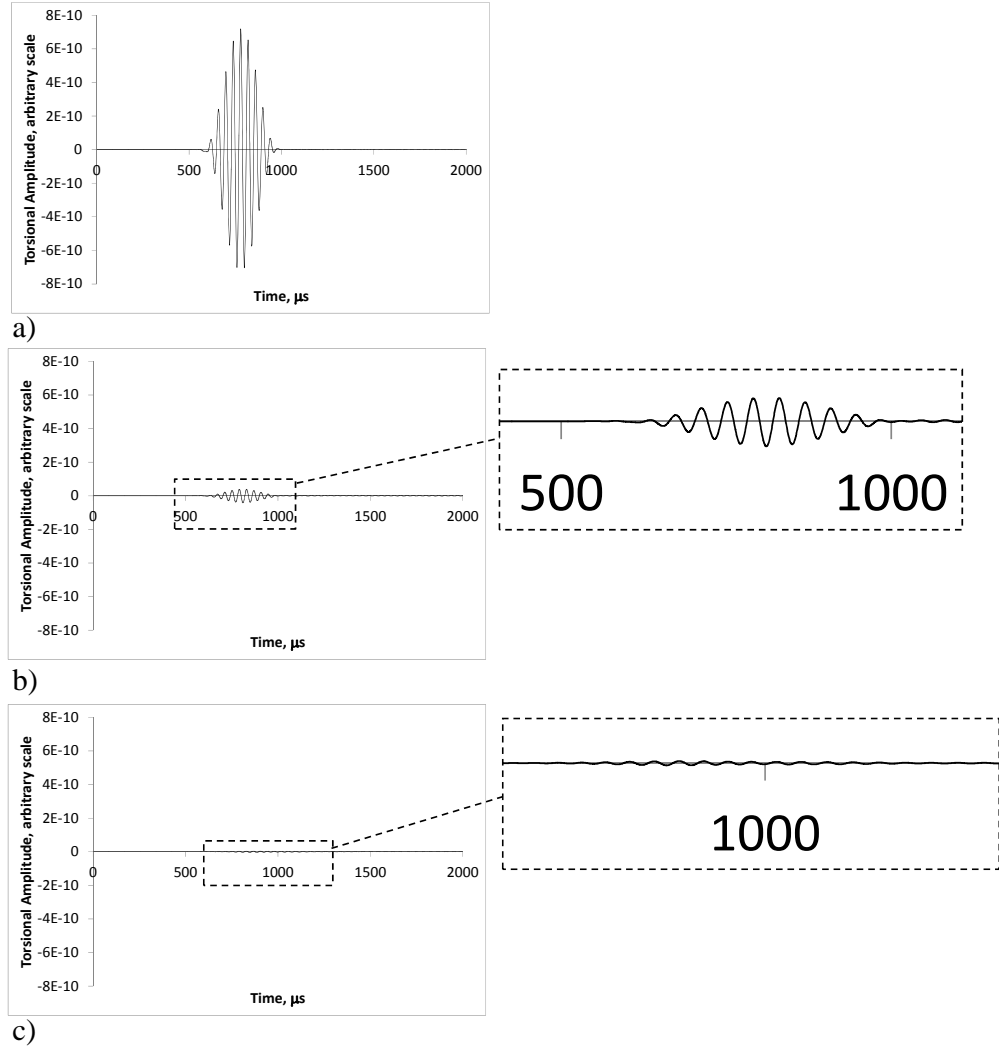 8E-10
6E-10
4E-10
2E-10
0
-2E-10
-4E-10
-6E-10
-8E-10
0 500 1000 1500 2000
Torsional Amplitude, arbitrary scale
Time, μs
a)
8E-10
6E-10
4E-10
2E-10
0
-2E-10
-4E-10
-6E-10
-8E-10
0 500 1000 1500 2000
Torsional Amplitude, arbitrary scale
Time, μs
500 1000
b)
8E-10
6E-10
4E-10
2E-10
0
-2E-10
-4E-10
-6E-10
-8E-10
0 500 1000 1500 2000
Torsional Amplitude, arbitrary scale
Time, μs
1000
c)